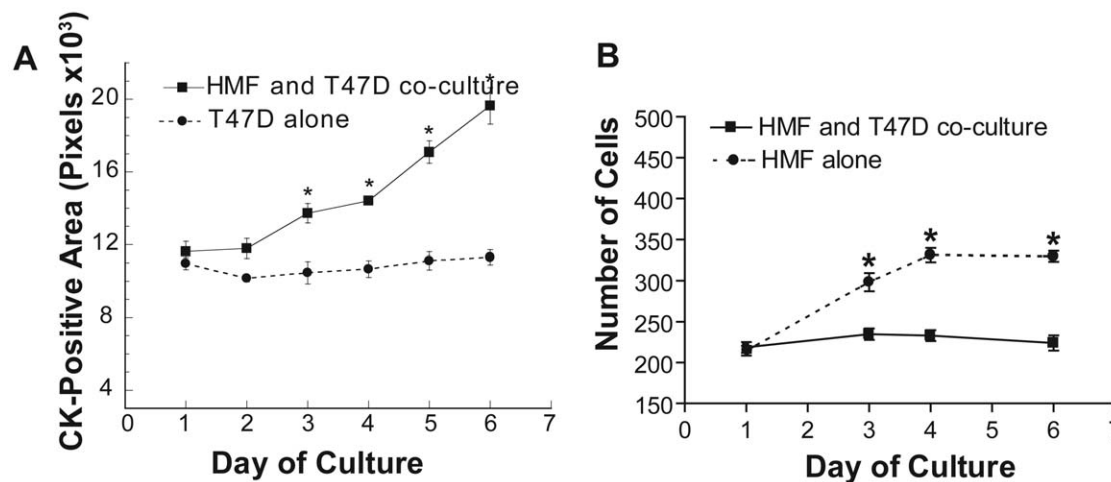 A
CK-Positive Area (Pixels x10³)
20
16
12
8
4
HMF and T47D co-culture
T47D alone
*
*
*
*
0 1 2 3 4 5 6 7
Day of Culture
B
Number of Cells
500
450
400
350
300
250
200
150
HMF and T47D co-culture
HMF alone
*
*
*
0 1 2 3 4 5 6 7
Day of Culture